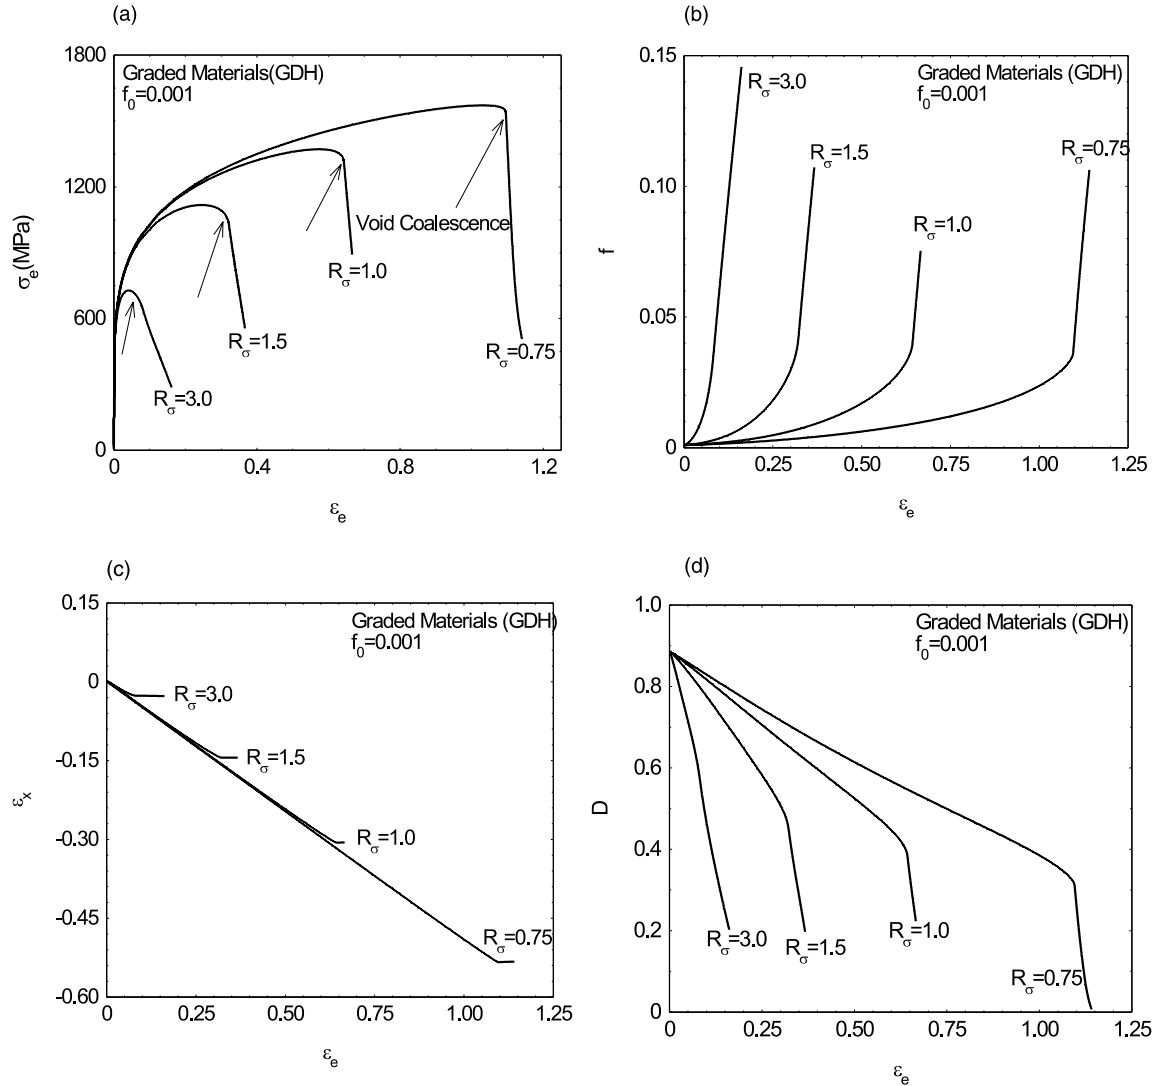 (a)
1800
Graded Materials(GDH)
f0=0.001
1200
Void Coalescence
σe(MPa)
Rσ=1.0
600
Rσ=1.5
Rσ=0.75
Rσ=3.0
0
0 0.4 0.8 1.2
εe
(b)
0.15
Graded Materials (GDH)
Rσ=3.0
f0=0.001
Rσ=1.5
Rσ=0.75
0.10
f
Rσ=1.0
0.05
0
0 0.25 0.50 0.75 1.00 1.25
εe
(c)
0.15
Graded Materials (GDH)
f0=0.001
0
Rσ=3.0
-0.15
Rσ=1.5
εx
-0.30
Rσ=1.0
-0.45
Rσ=0.75
-0.60
0 0.25 0.50 0.75 1.00 1.25
εe
(d)
1.0
Graded Materials (GDH)
f0=0.001
0.8
0.6
D
0.4
0.2
Rσ=3.0
Rσ=1.5
Rσ=1.0
Rσ=0.75
0
0 0.25 0.50 0.75 1.00 1.25
εe